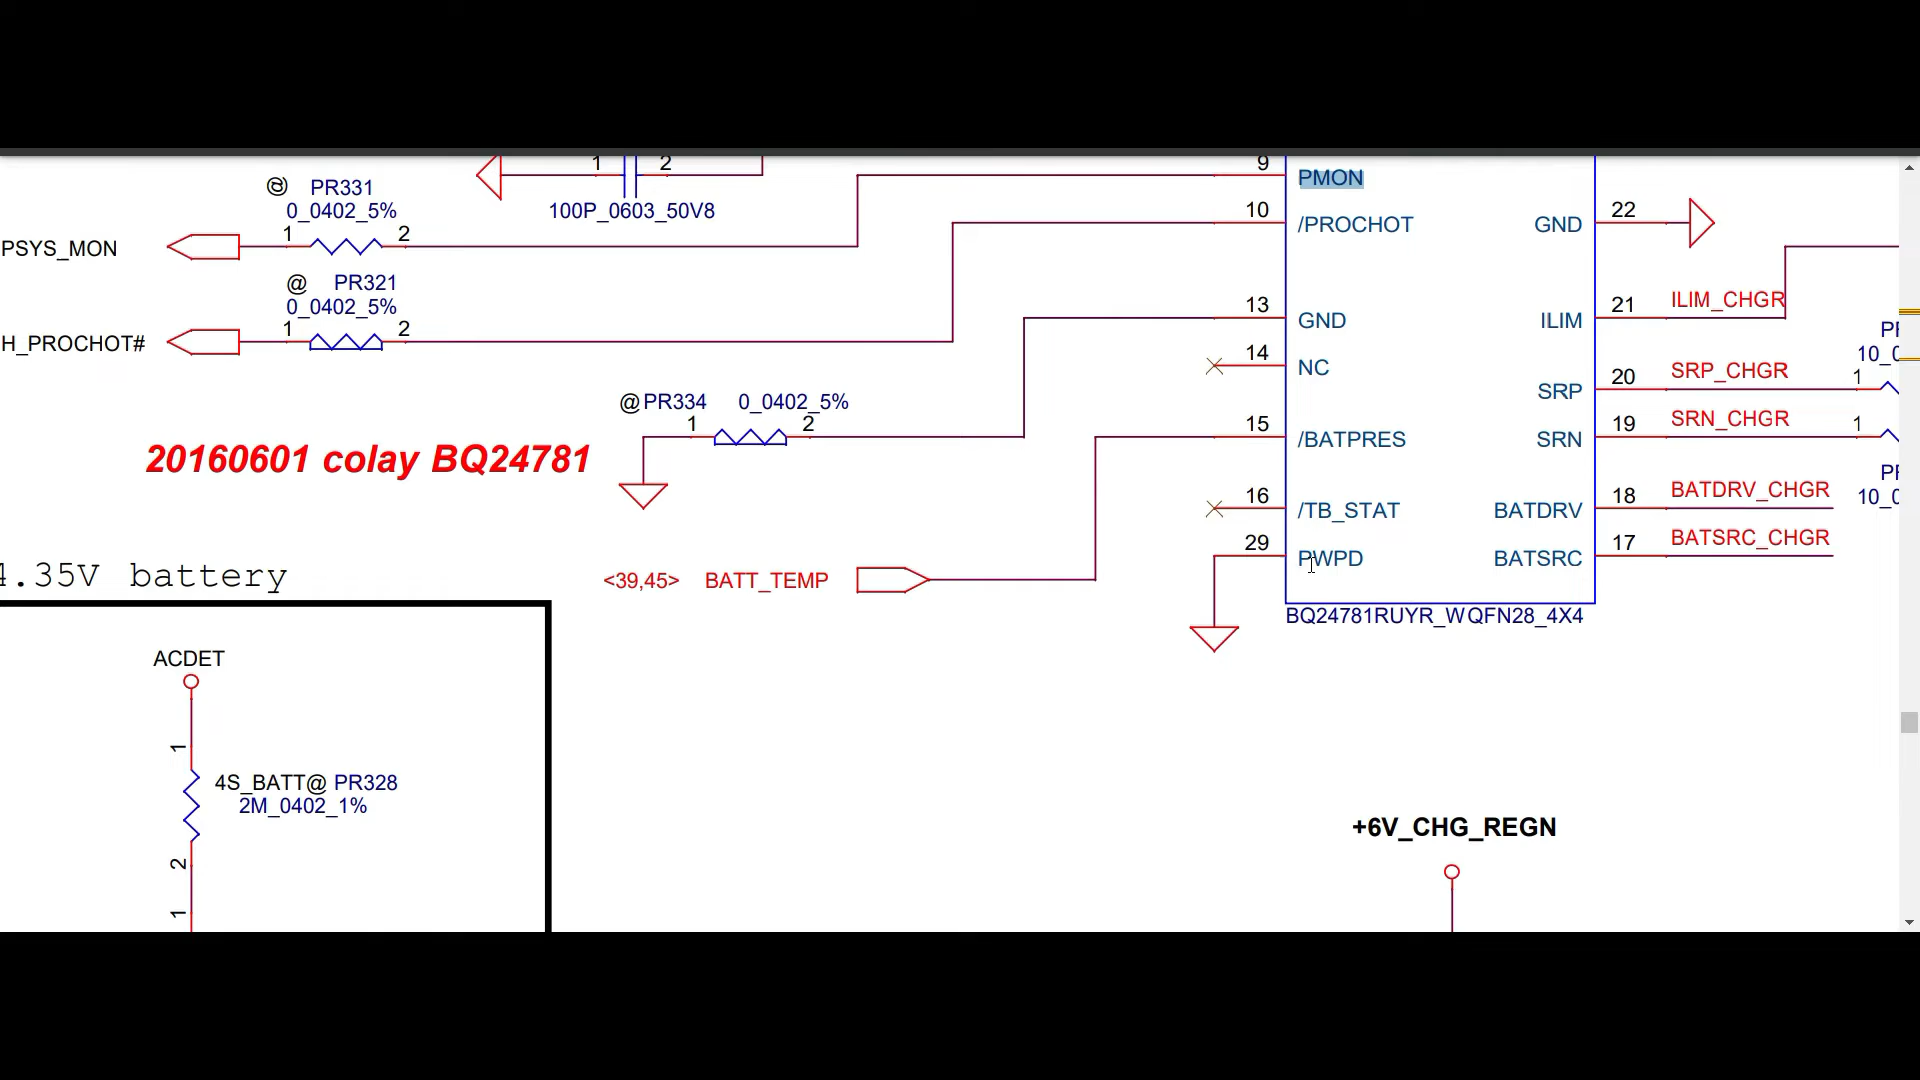 1 2
100P_0603_50V8
@ PR331
0_0402_5%
1 2
PSYS_MON
@ PR321
0_0402_5%
1 2
H_PROCHOT#
@PR334 0_0402_5%
1 2
20160601 colay BQ24781
<39,45> BATT_TEMP
4.35V battery
ACDET
1
4S_BATT@ PR328
2M_0402_1%
2
1
9 PMON
10 /PROCHOT
13 GND
14 NC
15 /BATPRES
16 /TB_STAT
29 PWPD
GND 22
ILIM 21 ILIM_CHGR
SRP 20 SRP_CHGR 1
SRN 19 SRN_CHGR 1
BATDRV 18 BATDRV_CHGR
BATSRC 17 BATSRC_CHGR
BQ24781RUYR_WQFN28_4X4
+6V_CHG_REGN